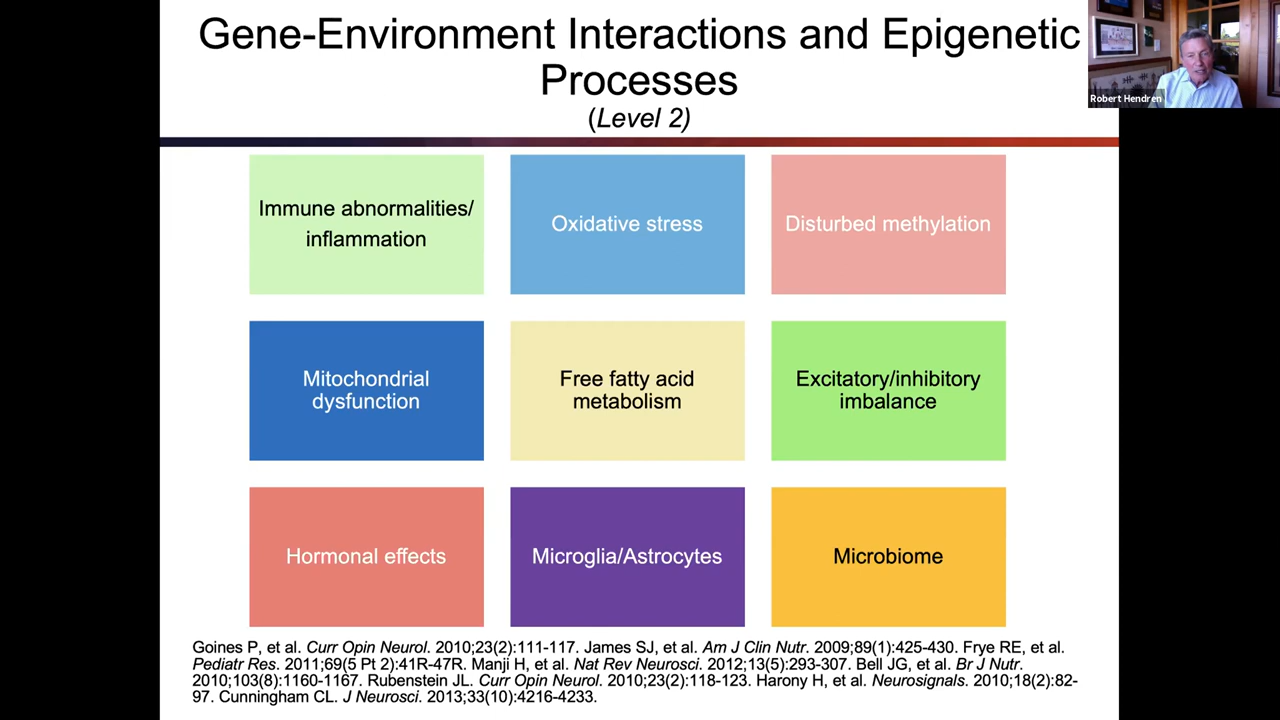 Gene-Environment Interactions and Epigenetic
Processes
(Level 2)
Robert Hendren
Immune abnormalities/
inflammation
Oxidative stress
Disturbed methylation
Mitochondrial
dysfunction
Free fatty acid
metabolism
Excitatory/inhibitory
imbalance
Hormonal effects
Microglia/Astrocytes
Microbiome
Goines P, et al. Curr Opin Neurol. 2010;23(2):111-117. James SJ, et al. Am J Clin Nutr. 2009;89(1):425-430. Frye RE, et al.
Pediatr Res. 2011;69(5 Pt 2):41R-47R. Manji H, et al. Nat Rev Neurosci. 2012;13(5):293-307. Bell JG, et al. Br J Nutr.
2010;103(8):1160-1167. Rubenstein JL. Curr Opin Neurol. 2010;23(2):118-123. Harony H, et al. Neurosignals. 2010;18(2):82-
97. Cunningham CL. J Neurosci. 2013;33(10):4216-4233.